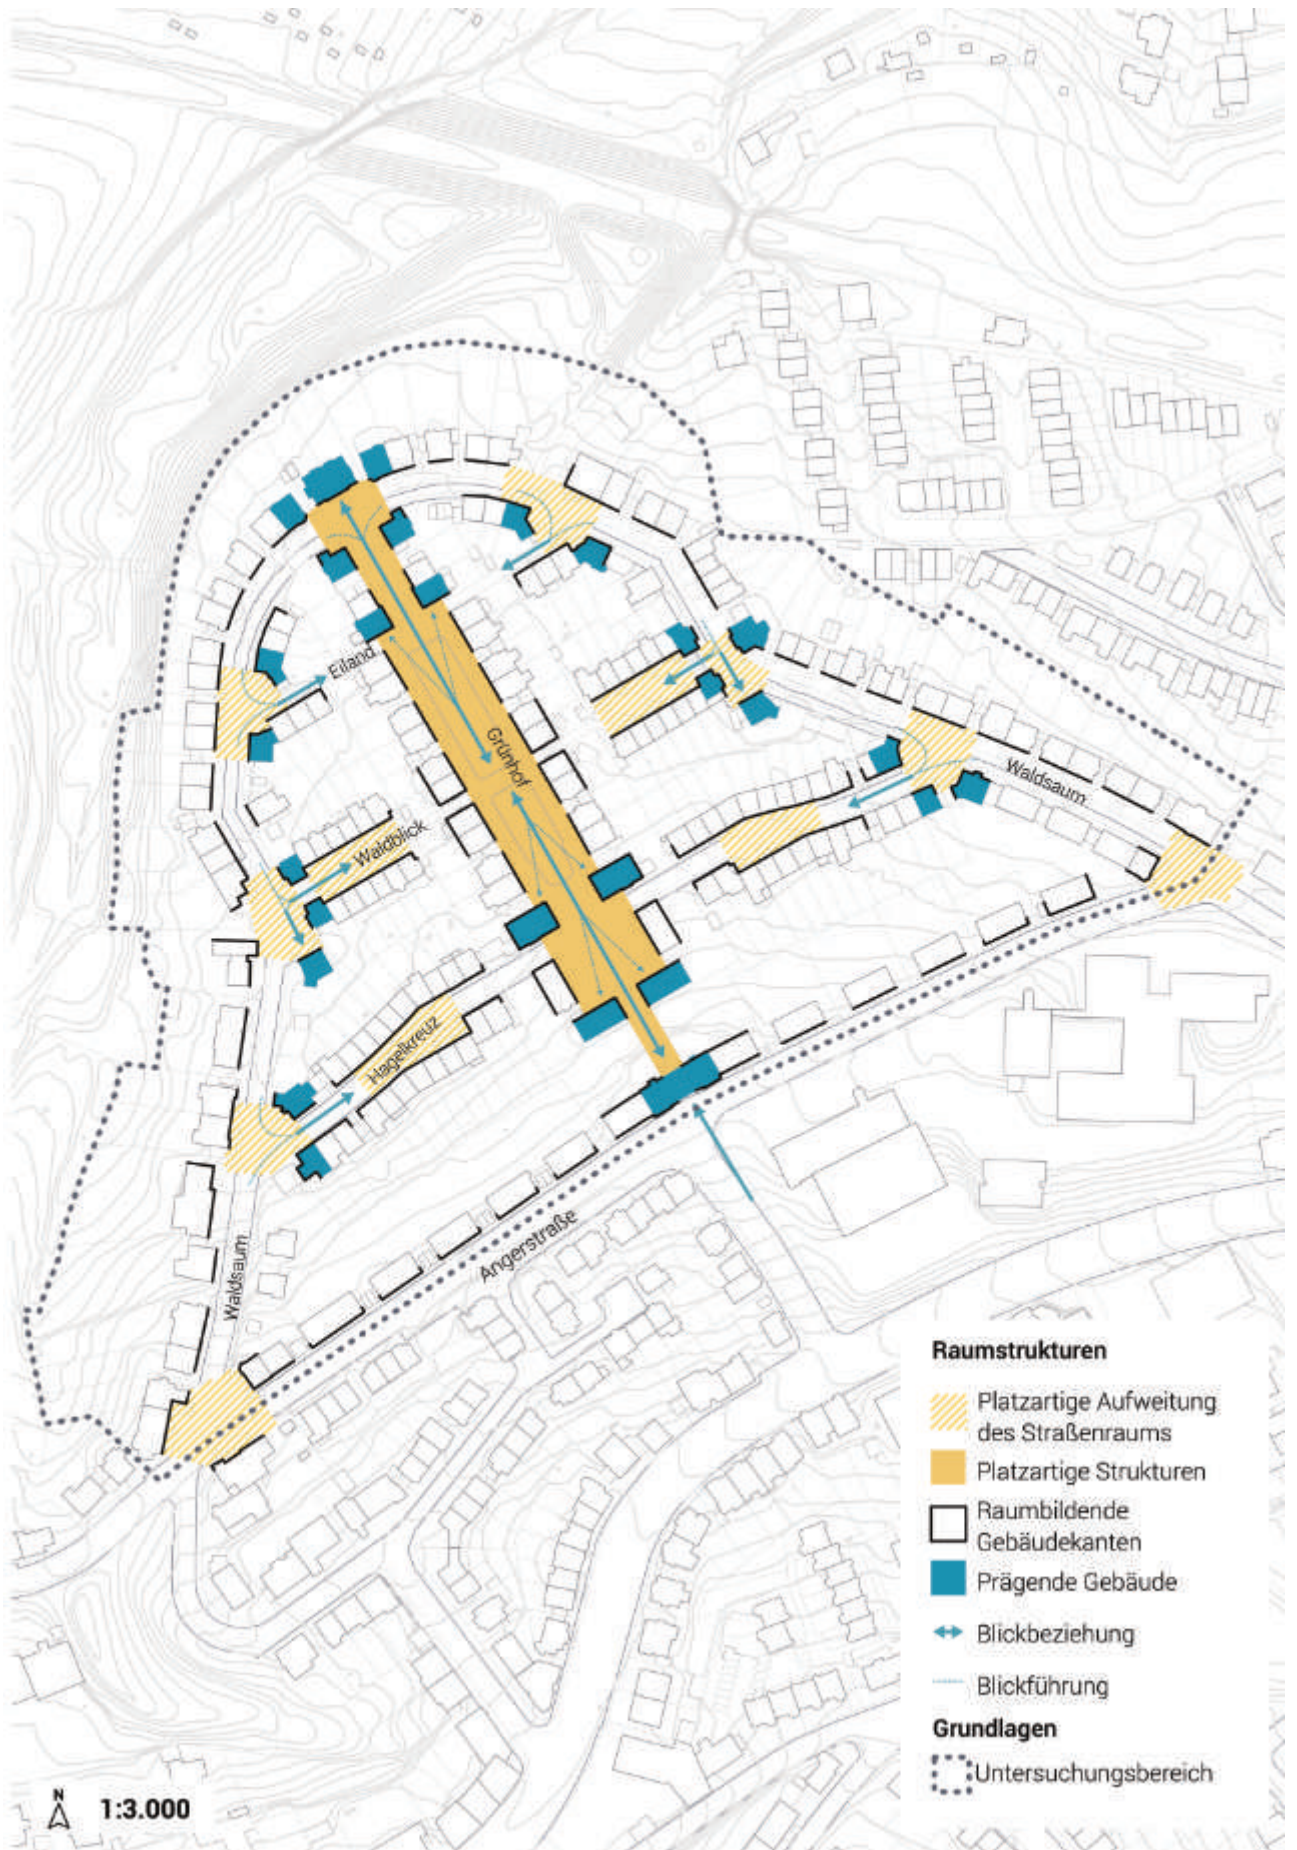 Eiland
Grünhof
Waldsaum
Waldblick
Hagelkreuz
Waldsaum
Angerstraße
Raumstrukturen
Platzartige Aufweitung
des Straßenraums
Platzartige Strukturen
Raumbildende
Gebäudekanten
Prägende Gebäude
Blickbeziehung
Blickführung
Grundlagen
Untersuchungsbereich
N
1:3.000